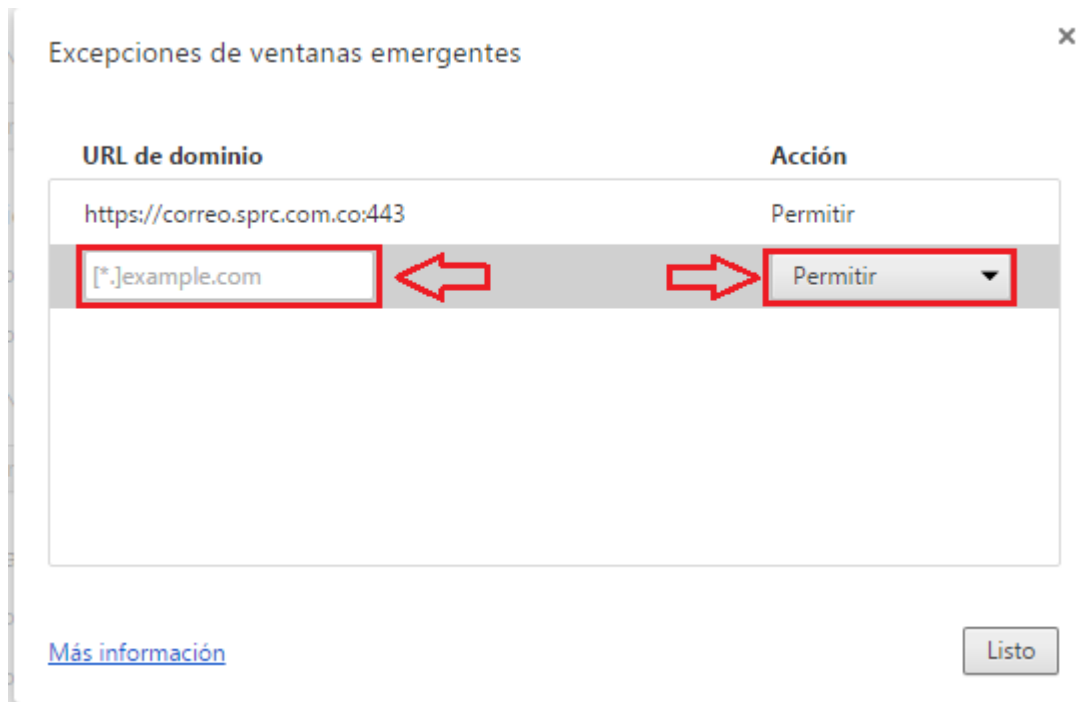 Excepciones de ventanas emergentes
URL de dominio Acción
https://correo.sprc.com.co:443 Permitir
[*.]example.com Permitir
Más información Listo